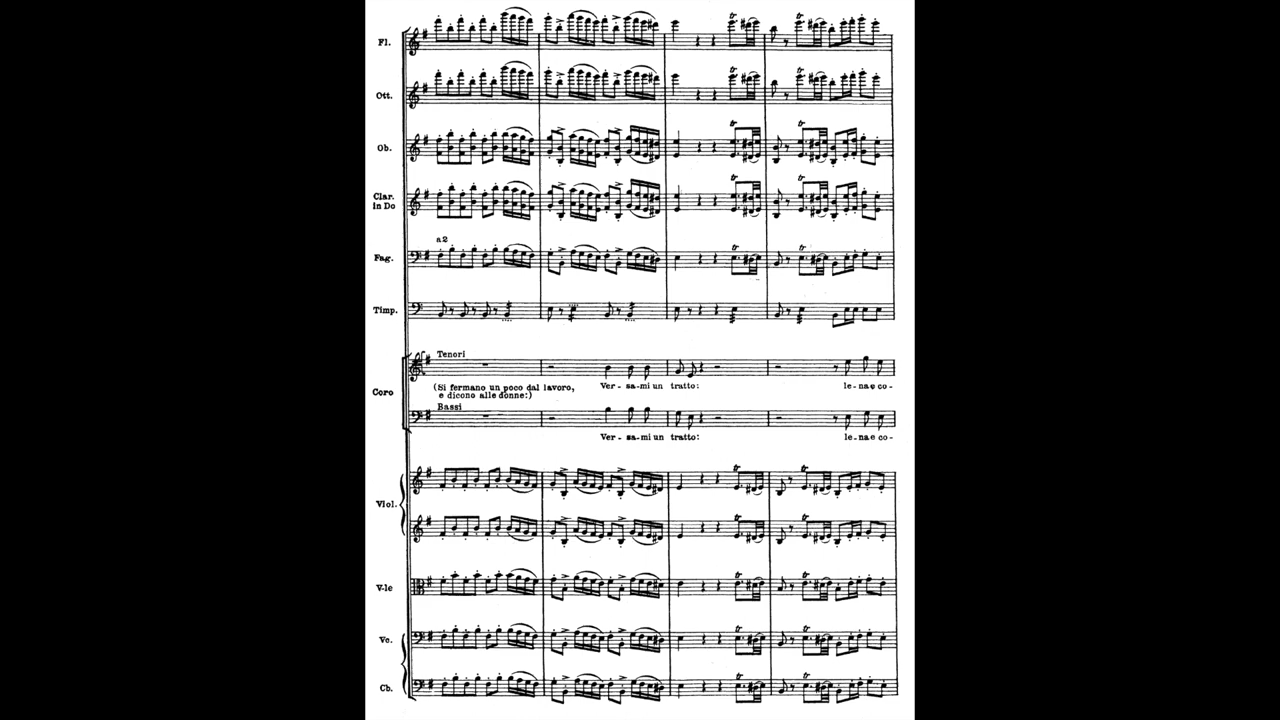 Fl.
Ott.
Ob.
Clar.
in Do
a 2
Fag.
Timp.
Tenori
(Si fermano un poco dal lavoro,
e dicono alle donne:)
Ver - sa-mi un tratto: le-na e co-
Coro
Bassi
Ver - sa-mi un tratto: le-na e co-
Viol.
V-le
Vc.
Cb.